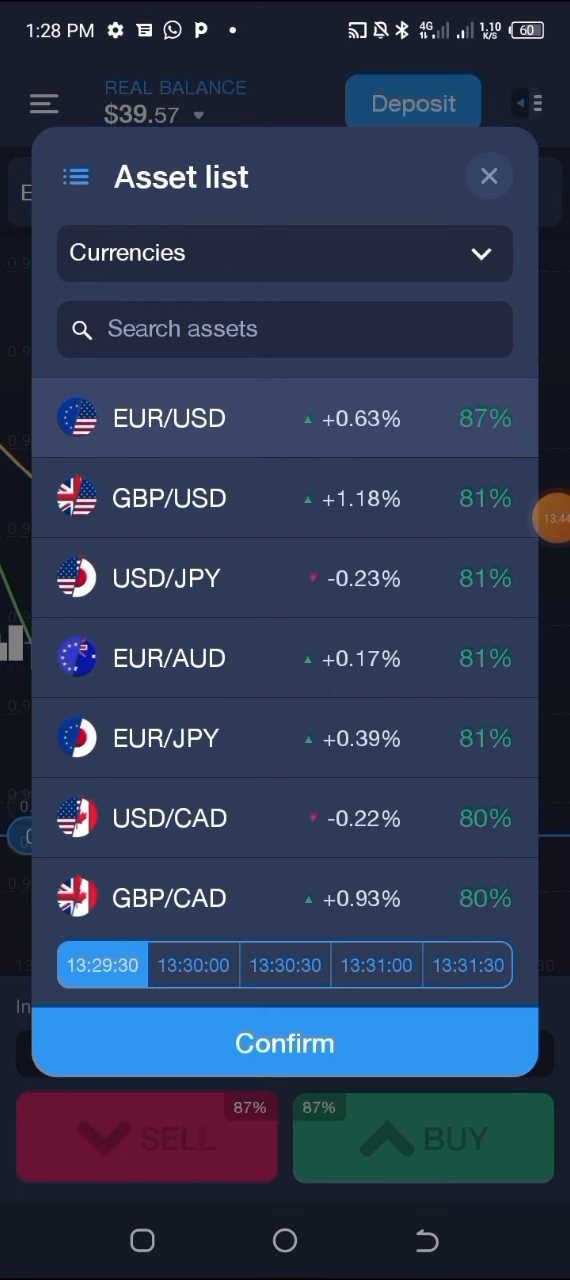 1:28 PM 4G 1.10 K/S 60
REAL BALANCE
$39.57
Deposit
Asset list
Currencies
Search assets
EUR/USD +0.63% 87%
GBP/USD +1.18% 81%
USD/JPY -0.23% 81%
13:44
EUR/AUD +0.17% 81%
EUR/JPY +0.39% 81%
USD/CAD -0.22% 80%
GBP/CAD +0.93% 80%
13:29:30 13:30:00 13:30:30 13:31:00 13:31:30
Confirm
87% 87%
SELL BUY